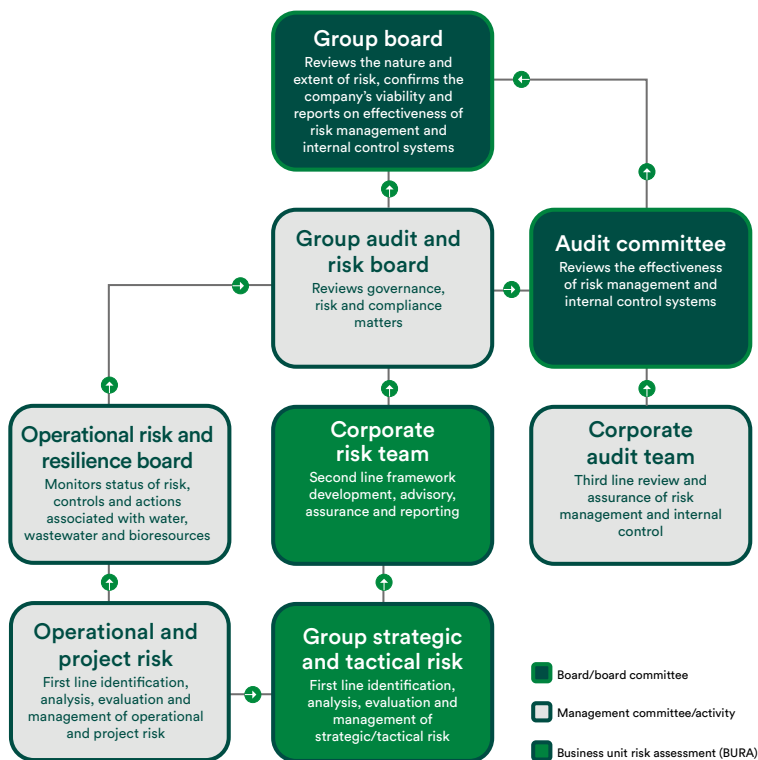 Group board
Reviews the nature and
extent of risk, confirms the
company’s viability and
reports on effectiveness of
risk management and
internal control systems
Group audit and
risk board
Reviews governance,
risk and compliance
matters
Audit committee
Reviews the effectiveness
of risk management and
internal control systems
Operational risk and
resilience board
Monitors status of risk,
controls and actions
associated with water,
wastewater and bioresources
Corporate
risk team
Second line framework
development, advisory,
assurance and reporting
Corporate
audit team
Third line review and
assurance of risk
management and internal
control
Operational and
project risk
First line identification,
analysis, evaluation and
management of operational
and project risk
Group strategic
and tactical risk
First line identification,
analysis, evaluation and
management of
strategic/tactical risk
Board/board committee
Management committee/activity
Business unit risk assessment (BURA)